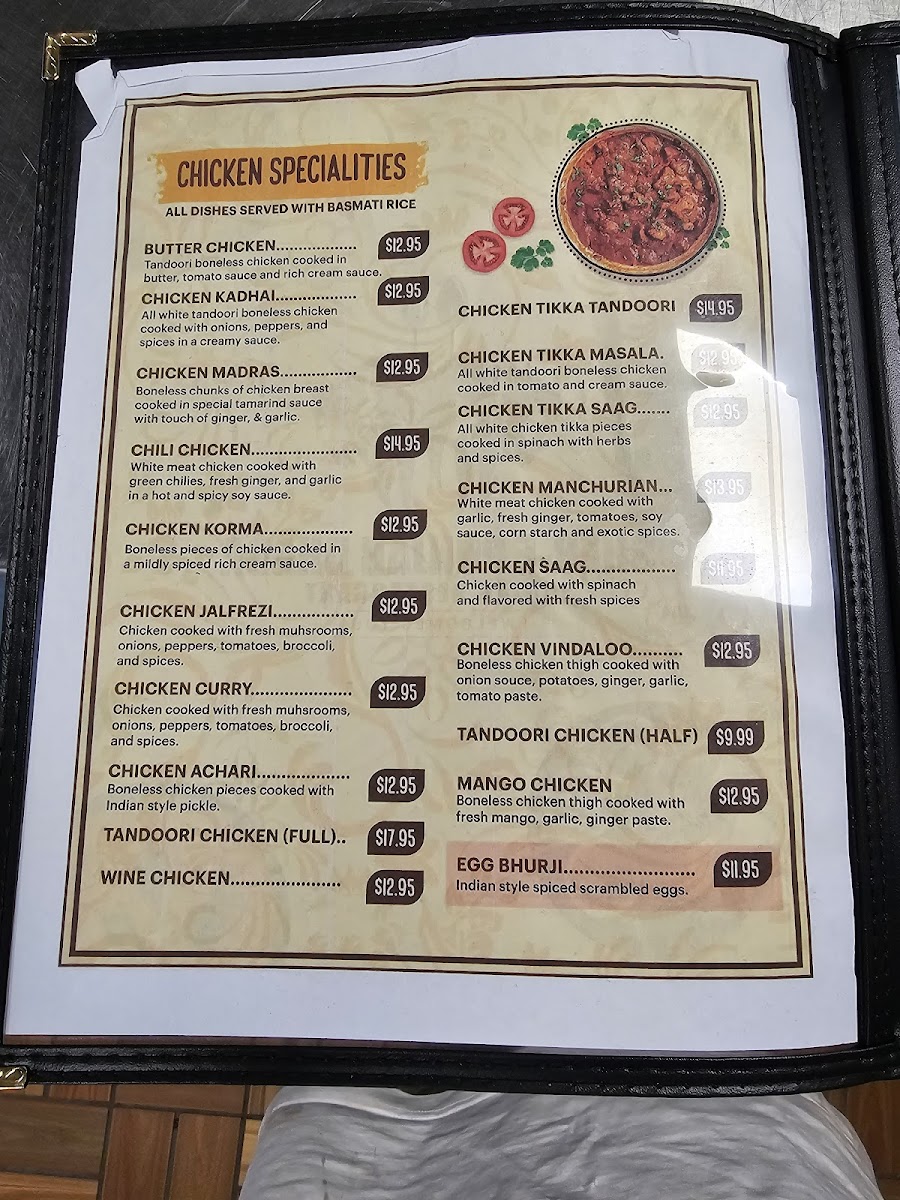 CHICKEN SPECIALITIES
ALL DISHES SERVED WITH BASMATI RICE
BUTTER CHICKEN.................. $12.95
Tandoori boneless chicken cooked in
butter, tomato sauce and rich cream sauce.
CHICKEN KADHAI.................. $12.95
All white tandoori boneless chicken
cooked with onions, peppers, and
spices in a creamy sauce.
CHICKEN MADRAS................. $12.95
Boneless chunks of chicken breast
cooked in special tamarind sauce
with touch of ginger, & garlic.
CHILI CHICKEN........................ $14.95
White meat chicken cooked with
green chilies, fresh ginger, and garlic
in a hot and spicy soy sauce.
CHICKEN KORMA.................... $12.95
Boneless pieces of chicken cooked in
a mildly spiced rich cream sauce.
CHICKEN JALFREZI.................. $12.95
Chicken cooked with fresh muhsrooms,
onions, peppers, tomatoes, broccoli,
and spices.
CHICKEN CURRY....................... $12.95
Chicken cooked with fresh muhsrooms,
onions, peppers, tomatoes, broccoli,
and spices.
CHICKEN ACHARI..................... $12.95
Boneless chicken pieces cooked with
Indian style pickle.
TANDOORI CHICKEN (FULL).. $17.95
WINE CHICKEN......................... $12.95
CHICKEN TIKKA TANDOORI $14.95
CHICKEN TIKKA MASALA. $12.95
All white tandoori boneless chicken
cooked in tomato and cream sauce.
CHICKEN TIKKA SAAG....... $12.95
All white chicken tikka pieces
cooked in spinach with herbs
and spices.
CHICKEN MANCHURIAN... $13.95
White meat chicken cooked with
garlic, fresh ginger, tomatoes, soy
sauce, corn starch and exotic spices.
CHICKEN SAAG.................... $11.95
Chicken cooked with spinach
and flavored with fresh spices
CHICKEN VINDALOO........... $12.95
Boneless chicken thigh cooked with
onion souce, potatoes, ginger, garlic,
tomato paste.
TANDOORI CHICKEN (HALF) $9.99
MANGO CHICKEN $12.95
Boneless chicken thigh cooked with
fresh mango, garlic, ginger paste.
EGG BHURJI............................. $11.95
Indian style spiced scrambled eggs.